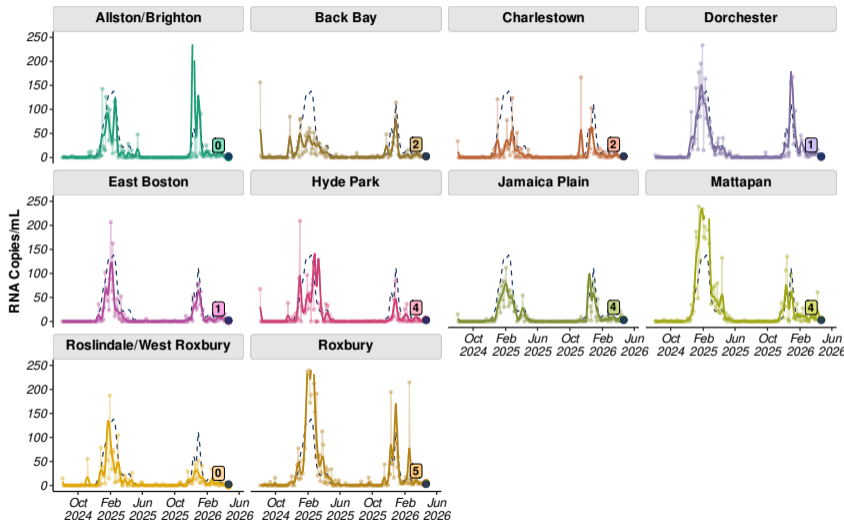 Allston/Brighton Back Bay Charlestown Dorchester
250
200
150
100
50
0
0 2 2 1
East Boston Hyde Park Jamaica Plain Mattapan
RNA Copies/mL
250
200
150
100
50
0
1 4 4 4
Oct Feb Jun Oct Feb Jun Oct Feb Jun Oct Feb Jun
2024 2025 2025 2025 2026 2026 2024 2025 2025 2025 2026 2026
Roslindale/West Roxbury Roxbury
250
200
150
100
50
0
0 5
Oct Feb Jun Oct Feb Jun Oct Feb Jun Oct Feb Jun
2024 2025 2025 2025 2026 2026 2024 2025 2025 2025 2026 2026